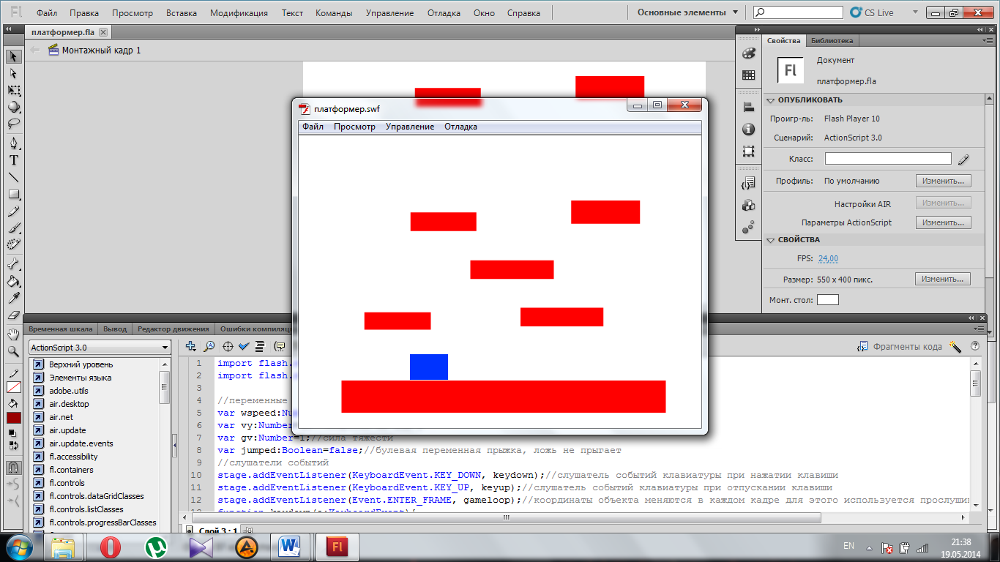 Fl Файл Правка Просмотр Вставка Модификация Текст Команды Управление Отладка Окно Справка Основные элементы CS Live
платформер.fla
Монтажный кадр 1
Свойства Библиотека
Fl Документ
платформер.fla
ОПУБЛИКОВАТЬ
Проигр-ль: Flash Player 10
Сценарий: ActionScript 3.0
Класс:
Профиль: По умолчанию Изменить...
Настройки AIR Изменить...
Параметры ActionScript Изменить...
СВОЙСТВА
FPS: 24,00
Размер: 550 x 400 пикс. Изменить...
Монт. стол:
платформер.swf
Файл Просмотр Управление Отладка
Временная шкала Вывод Редактор движения Ошибки компиляц
ActionScript 3.0
Фрагменты кода
Верхний уровень
Элементы языка
adobe.utils
air.desktop
air.net
air.update
air.update.events
fl.accessibility
fl.containers
fl.controls
fl.controls.dataGridClasses
fl.controls.listClasses
fl.controls.progressBarClasses
1 import flash.
2 import flash.
3
4 //переменные
5 var wspeed:Nu
6 var vy:Number
7 var gv:Number=1;//сила тяжести
8 var jumped:Boolean=false;//булевая переменная прыжка, ложь не прыгает
9 //слушатели событий
10 stage.addEventListener(KeyboardEvent.KEY_DOWN, keydown);//слушатель событий клавиатуры при нажатии клавиши
11 stage.addEventListener(KeyboardEvent.KEY_UP, keyup);//слушатель событий клавиатуры при отпускании клавиши
12 stage.addEventListener(Event.ENTER_FRAME, gameloop);//координаты объекта меняются в каждом кадре для этого используется прослуши
Слой 3 : 1
EN
21:38
19.05.2014